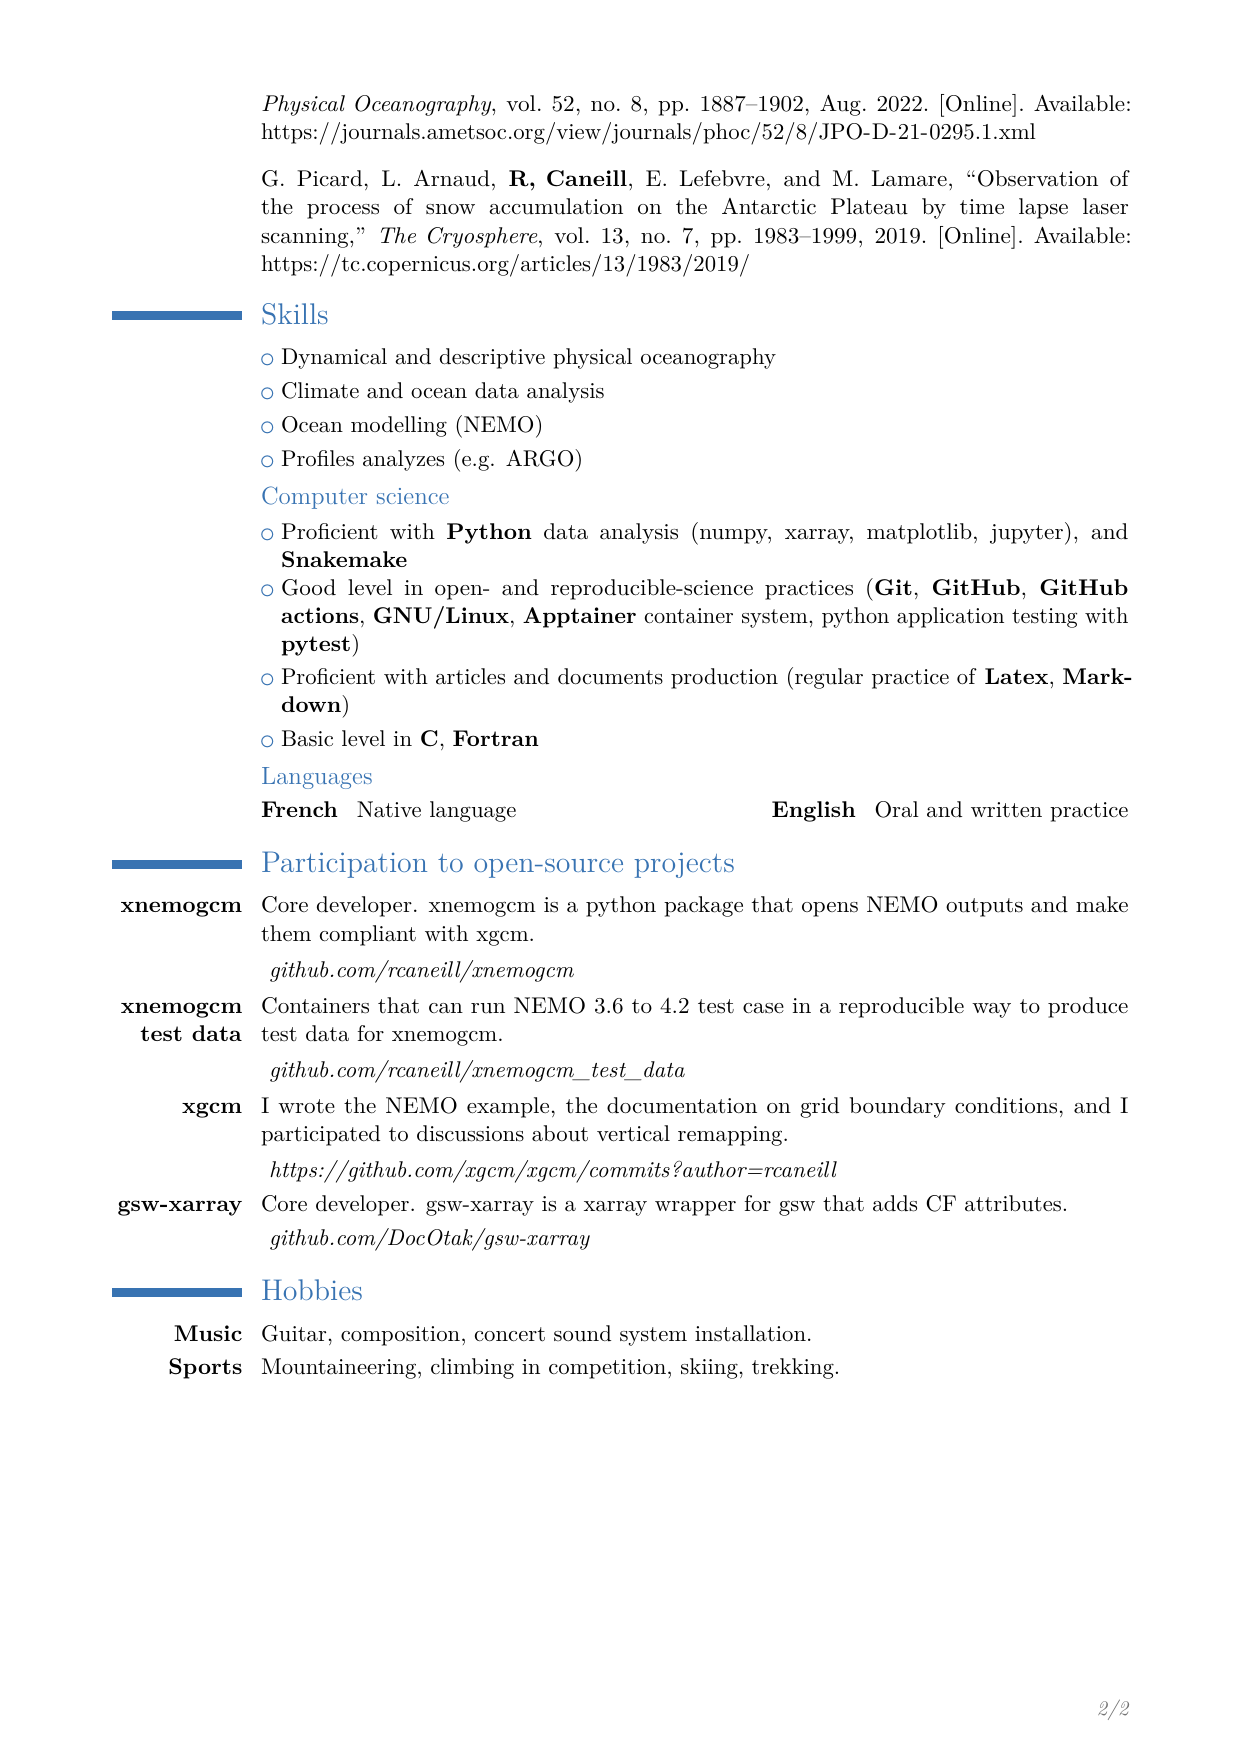 Physical Oceanography, vol. 52, no. 8, pp. 1887–1902, Aug. 2022. [Online]. Available:
https://journals.ametsoc.org/view/journals/phoc/52/8/JPO-D-21-0295.1.xml
G. Picard, L. Arnaud, R, Caneill, E. Lefebvre, and M. Lamare, “Observation of
the process of snow accumulation on the Antarctic Plateau by time lapse laser
scanning,” The Cryosphere, vol. 13, no. 7, pp. 1983–1999, 2019. [Online]. Available:
https://tc.copernicus.org/articles/13/1983/2019/
Skills
○ Dynamical and descriptive physical oceanography
○ Climate and ocean data analysis
○ Ocean modelling (NEMO)
○ Profiles analyzes (e.g. ARGO)
Computer science
○ Proficient with Python data analysis (numpy, xarray, matplotlib, jupyter), and
Snakemake
○ Good level in open- and reproducible-science practices (Git, GitHub, GitHub
actions, GNU/Linux, Apptainer container system, python application testing with
pytest)
○ Proficient with articles and documents production (regular practice of Latex, Mark-
down)
○ Basic level in C, Fortran
Languages
French Native language English Oral and written practice
Participation to open-source projects
xnemogcm Core developer. xnemogcm is a python package that opens NEMO outputs and make
them compliant with xgcm.
github.com/rcaneill/xnemogcm
xnemogcm Containers that can run NEMO 3.6 to 4.2 test case in a reproducible way to produce
test data test data for xnemogcm.
github.com/rcaneill/xnemogcm_test_data
xgcm I wrote the NEMO example, the documentation on grid boundary conditions, and I
participated to discussions about vertical remapping.
https://github.com/xgcm/xgcm/commits?author=rcaneill
gsw-xarray Core developer. gsw-xarray is a xarray wrapper for gsw that adds CF attributes.
github.com/DocOtak/gsw-xarray
Hobbies
Music Guitar, composition, concert sound system installation.
Sports Mountaineering, climbing in competition, skiing, trekking.
2/2